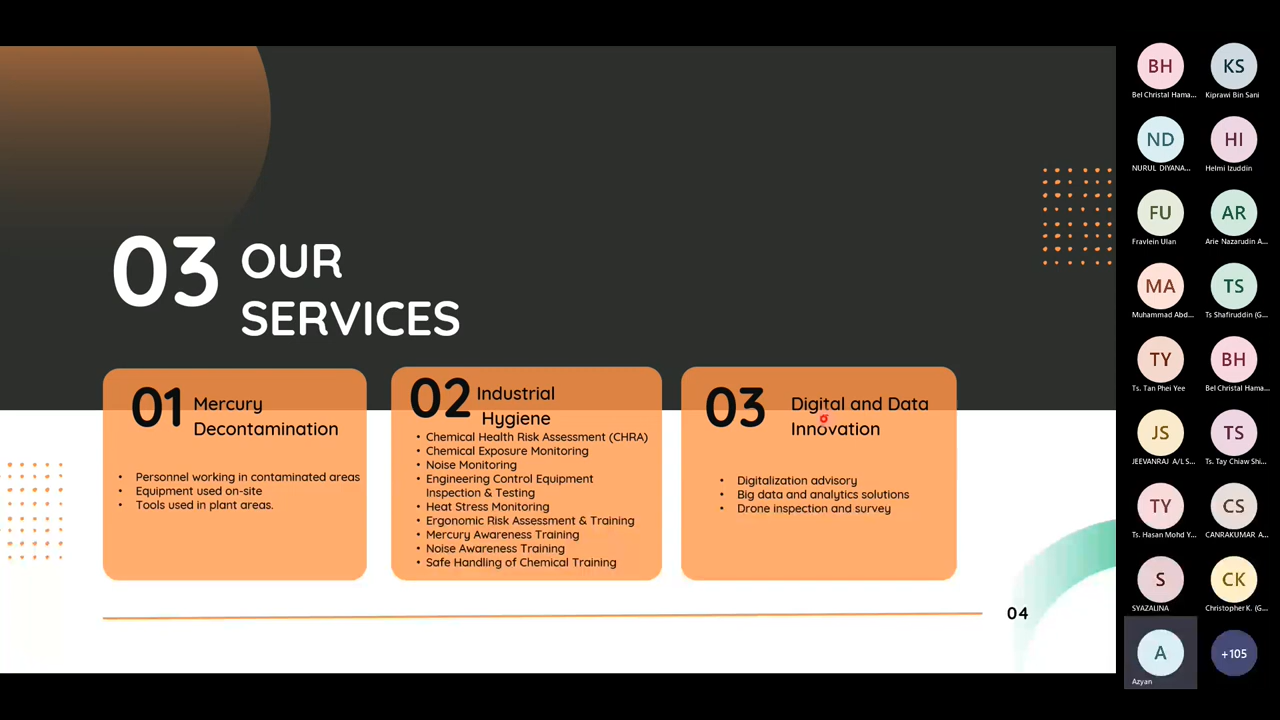 03 OUR
SERVICES
01 Mercury
Decontamination
• Personnel working in contaminated areas
• Equipment used on-site
• Tools used in plant areas.
02 Industrial
Hygiene
• Chemical Health Risk Assessment (CHRA)
• Chemical Exposure Monitoring
• Noise Monitoring
• Engineering Control Equipment
Inspection & Testing
• Heat Stress Monitoring
• Ergonomic Risk Assessment & Training
• Mercury Awareness Training
• Noise Awareness Training
• Safe Handling of Chemical Training
03 Digital and Data
Innovation
• Digitalization advisory
• Big data and analytics solutions
• Drone inspection and survey
04
BH
Bel Christal Hama...
KS
Kiprawi Bin Sani
ND
NURUL DIYANA...
HI
Helmi Izuddin
FU
Fravlein Ulan
AR
Arie Nazarudin A...
MA
Muhammad Abd...
TS
Ts Shafiruddin (G...
TY
Ts. Tan Phei Yee
BH
Bel Christal Hama...
JS
JEEVANRAJ A/L S...
TS
Ts. Tay Chiaw Shi...
TY
Ts. Hasan Mohd Y...
CS
CANRAKUMAR A...
S
SYAZALINA
CK
Christopher K. (G...
A
Azyan
+105